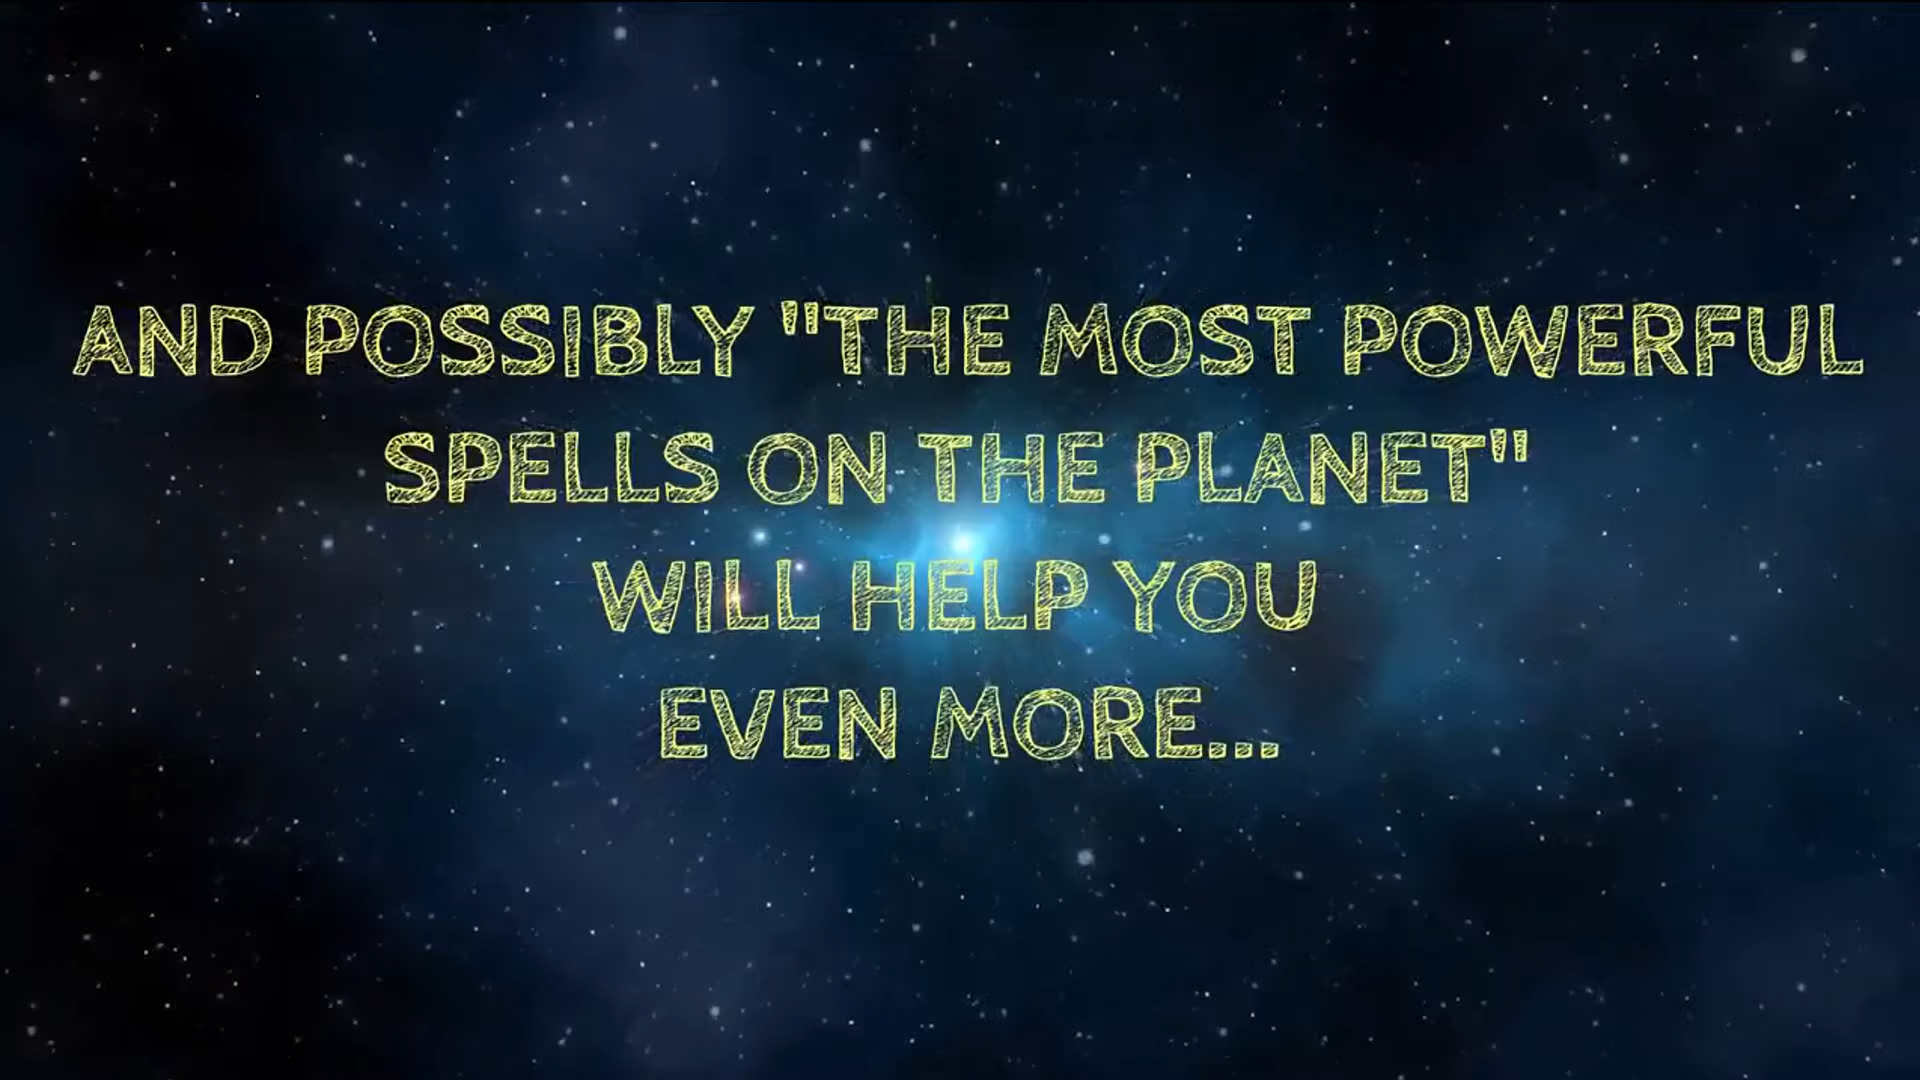 AND POSSIBLY "THE MOST POWERFUL
SPELLS ON THE PLANET"
WILL HELP YOU
EVEN MORE...